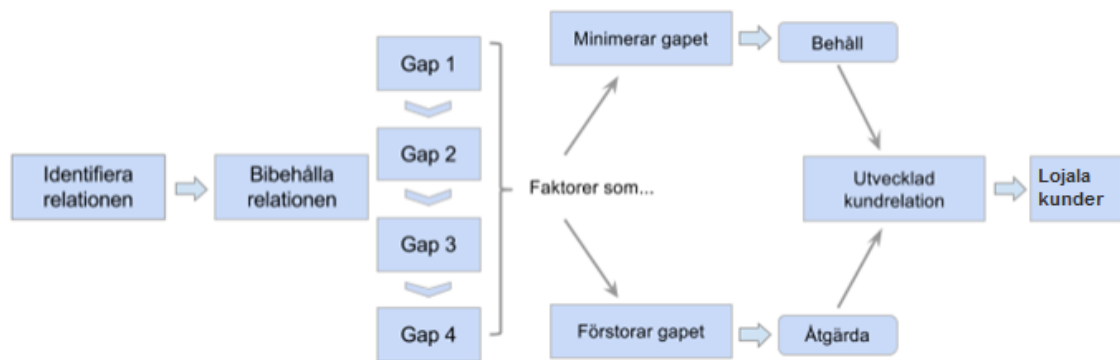 Identifiera
relationen
Bibehålla
relationen
Gap 1
Gap 2
Gap 3
Gap 4
Faktorer som...
Minimerar gapet
Behåll
Förstorar gapet
Åtgärda
Utvecklad
kundrelation
Lojala
kunder